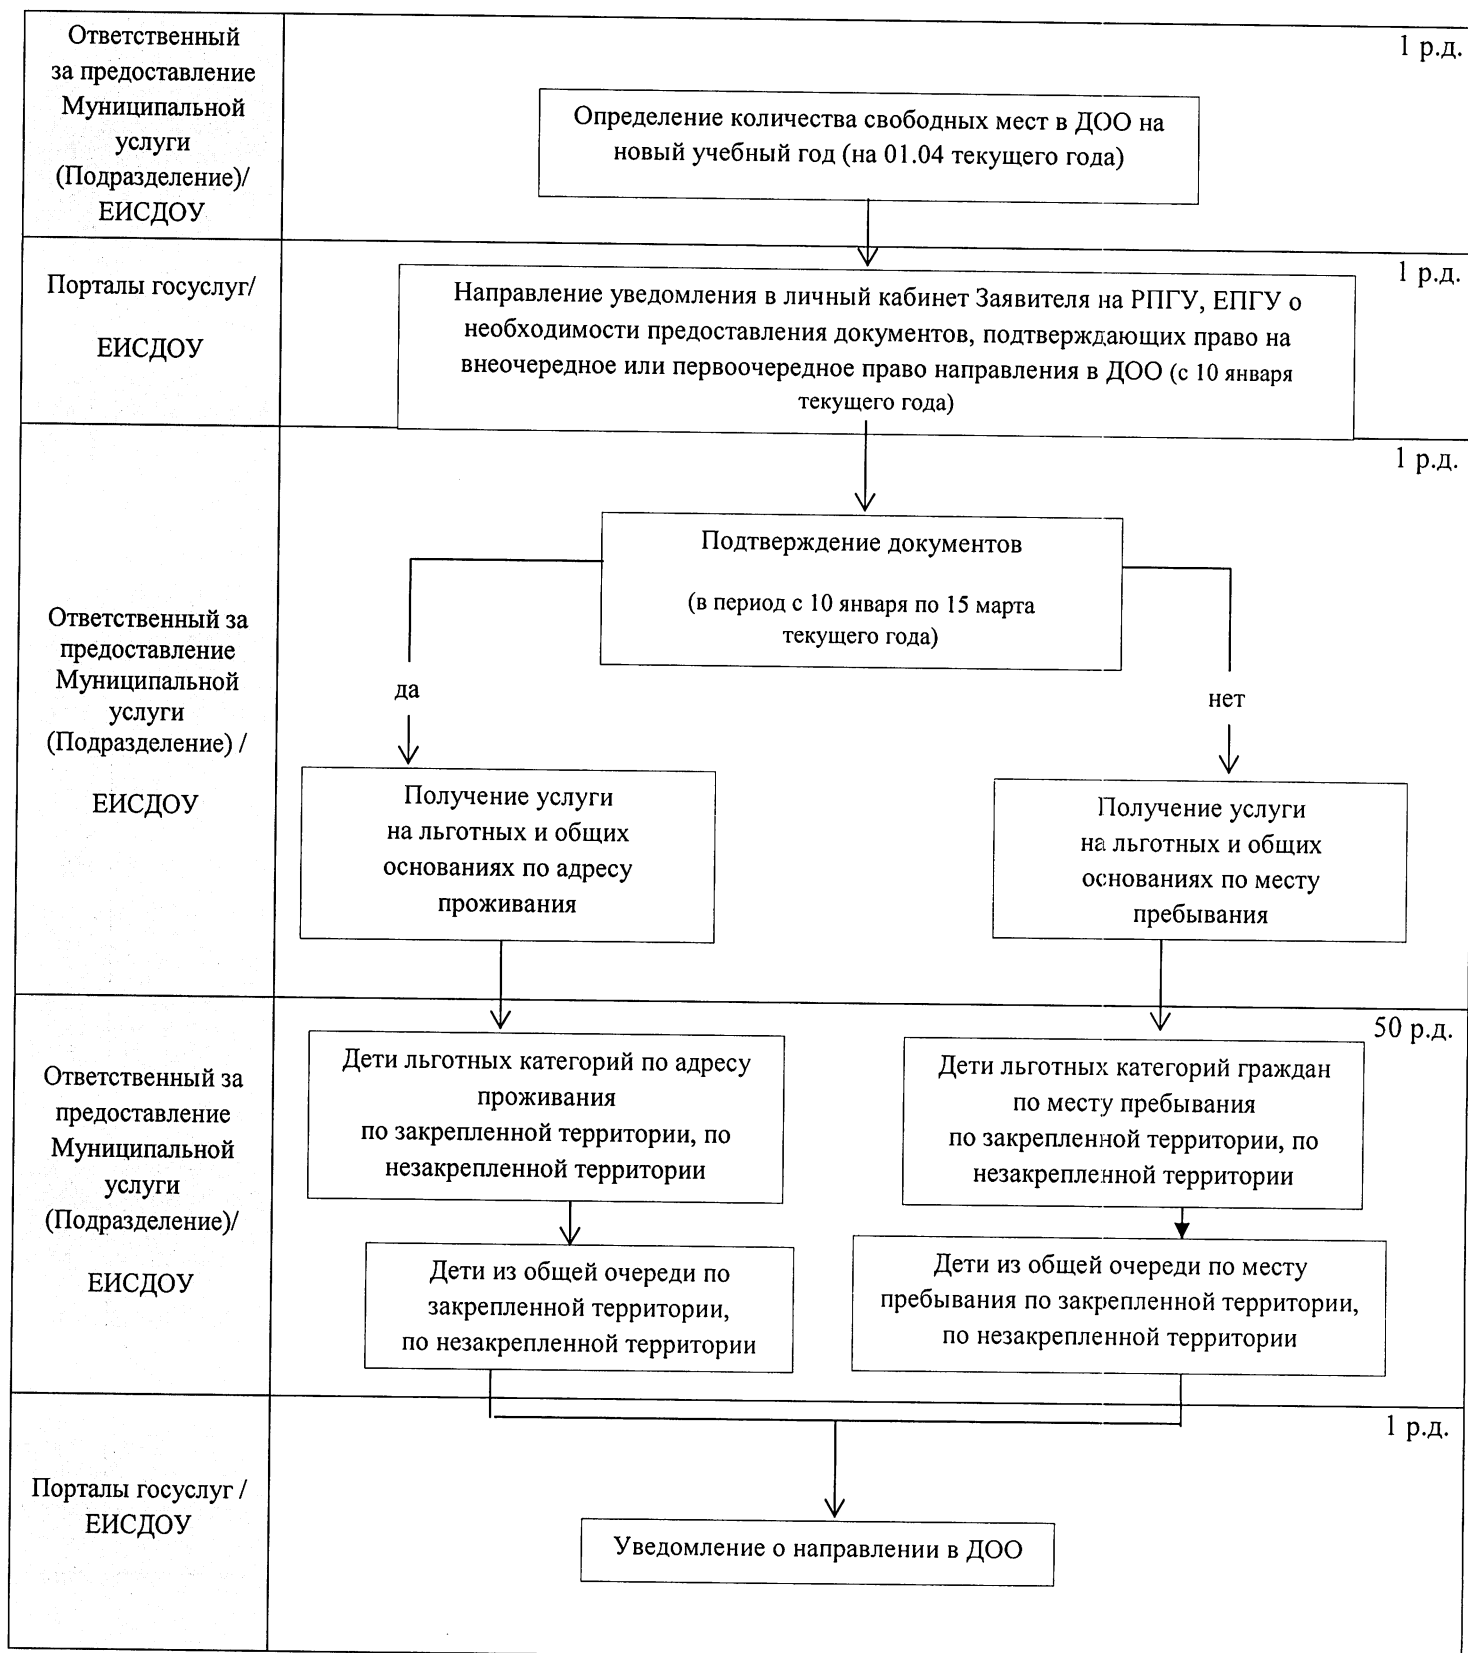 Ответственный
за предоставление
Муниципальной
услуги
(Подразделение)/
ЕИСДОУ
1 р.д.
Определение количества свободных мест в ДОО на
новый учебный год (на 01.04 текущего года)
Порталы госуслуг/
ЕИСДОУ
1 р.д.
Направление уведомления в личный кабинет Заявителя на РПГУ, ЕПГУ о
необходимости предоставления документов, подтверждающих право на
внеочередное или первоочередное право направления в ДОО (с 10 января
текущего года)
Ответственный за
предоставление
Муниципальной
услуги
(Подразделение) /
ЕИСДОУ
1 р.д.
Подтверждение документов
(в период с 10 января по 15 марта
текущего года)
да
нет
Получение услуги
на льготных и общих
основаниях по адресу
проживания
Получение услуги
на льготных и общих
основаниях по месту
пребывания
Ответственный за
предоставление
Муниципальной
услуги
(Подразделение)/
ЕИСДОУ
50 р.д.
Дети льготных категорий по адресу
проживания
по закрепленной территории, по
незакрепленной территории
Дети льготных категорий граждан
по месту пребывания
по закрепленной территории, по
незакрепленной территории
Дети из общей очереди по
закрепленной территории,
по незакрепленной территории
Дети из общей очереди по месту
пребывания по закрепленной территории,
по незакрепленной территории
Порталы госуслуг /
ЕИСДОУ
1 р.д.
Уведомление о направлении в ДОО